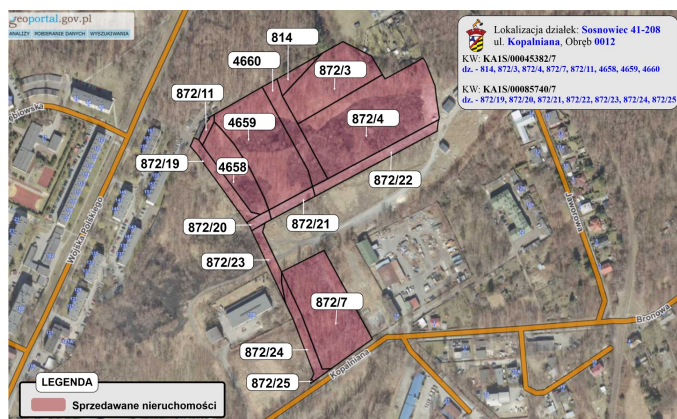 geoportal.gov.pl
ANALIZY POBIERANIE DANYCH WYSZUKIWANIA
Lokalizacja działek: Sosnowiec 41-208
ul. Kopalniana, Obręb 0012
KW: KA1S/00045382/7
dz. - 814, 872/3, 872/4, 872/7, 872/11, 4658, 4659, 4660
KW: KA1S/00085740/7
dz. - 872/19, 872/20, 872/21, 872/22, 872/23, 872/24, 872/25
814
4660
872/3
872/11
4659
872/4
872/19
4658
872/22
872/21
872/20
872/23
872/7
872/24
872/25
Wojska Polskiego
Jaworowa
Bronowa
Kopalniana
LEGENDA
Sprzedawane nieruchomości